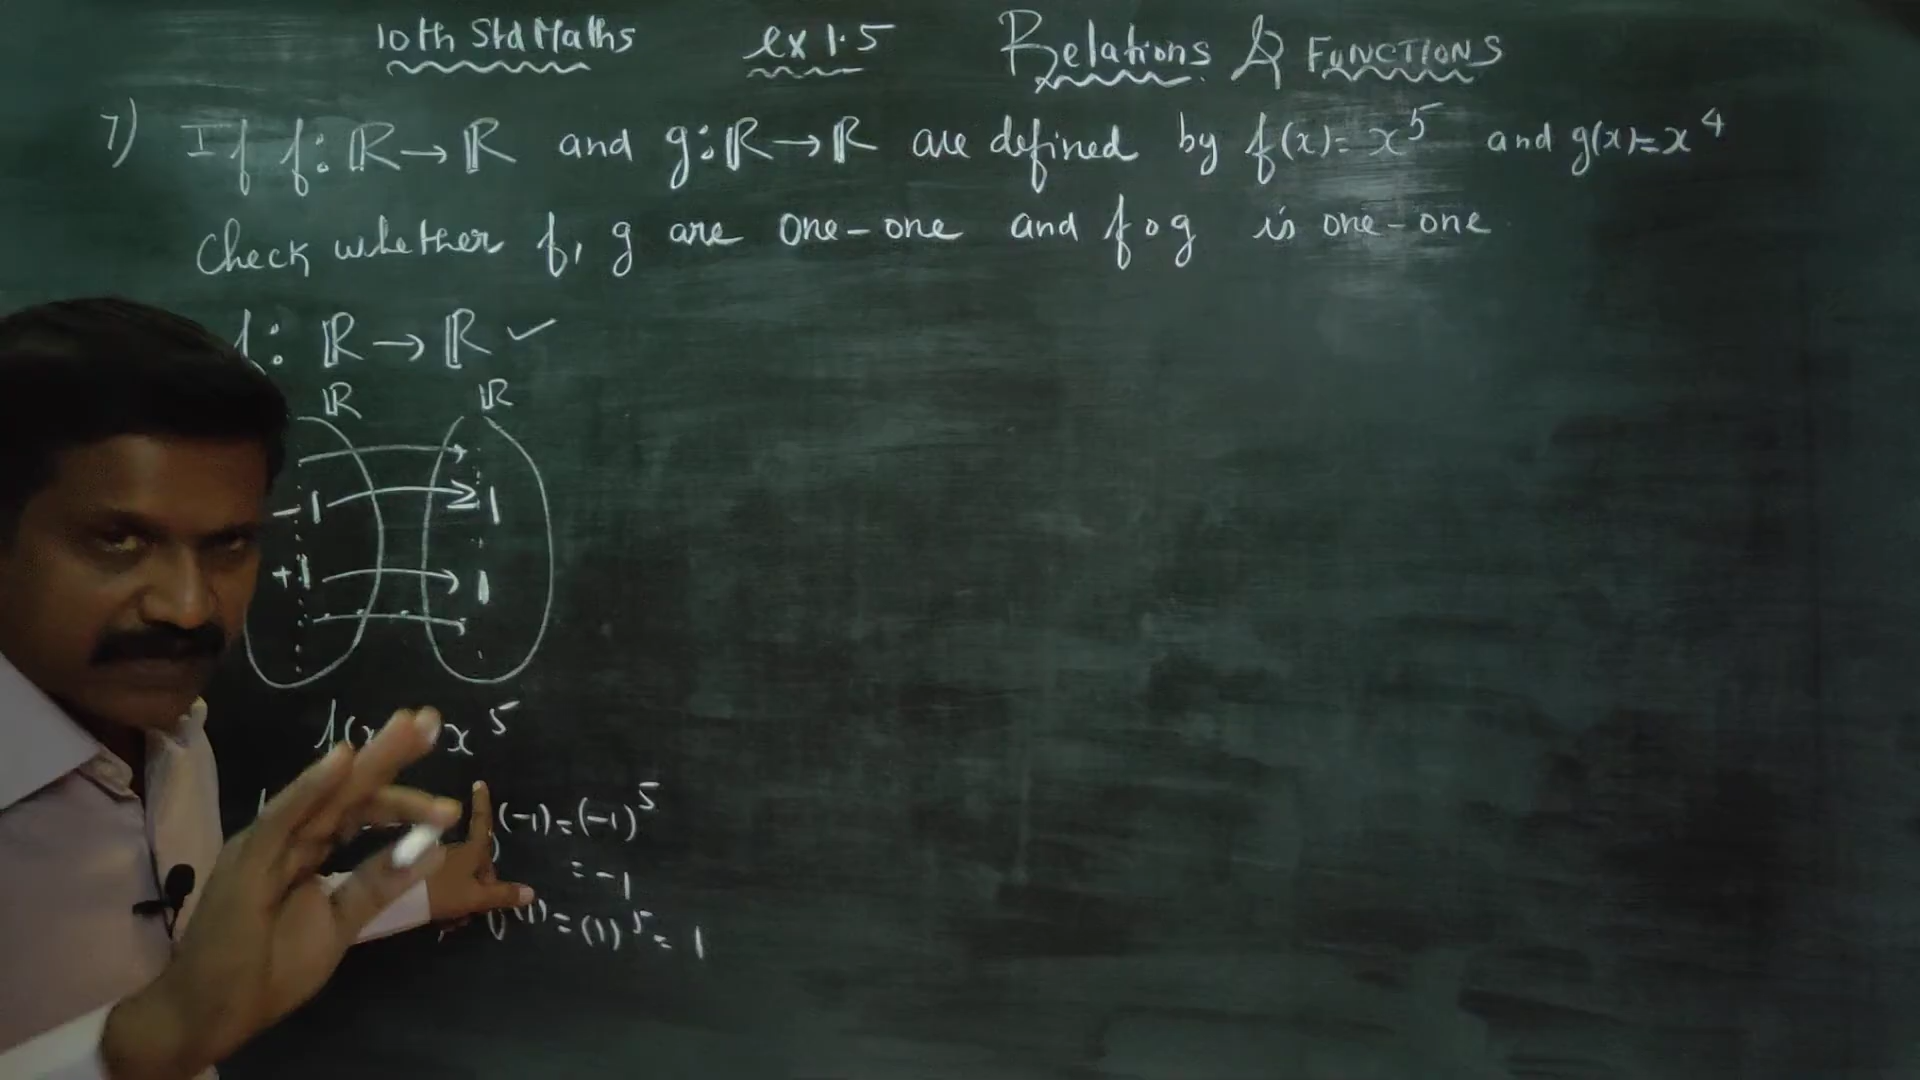 10th Std Maths ex 1.5 Relations & FUNCTIONS
7) If f: ℝ→ℝ and g: ℝ→ℝ are defined by f(x)= x⁵ and g(x)=x⁴
Check whether f, g are one-one and fog is one-one.
f: ℝ → ℝ ✓
ℝ ℝ
-1 1
+1 1
f(x x⁵
(-1) = (-1)⁵
= -1
(1) = (1)⁵ = 1